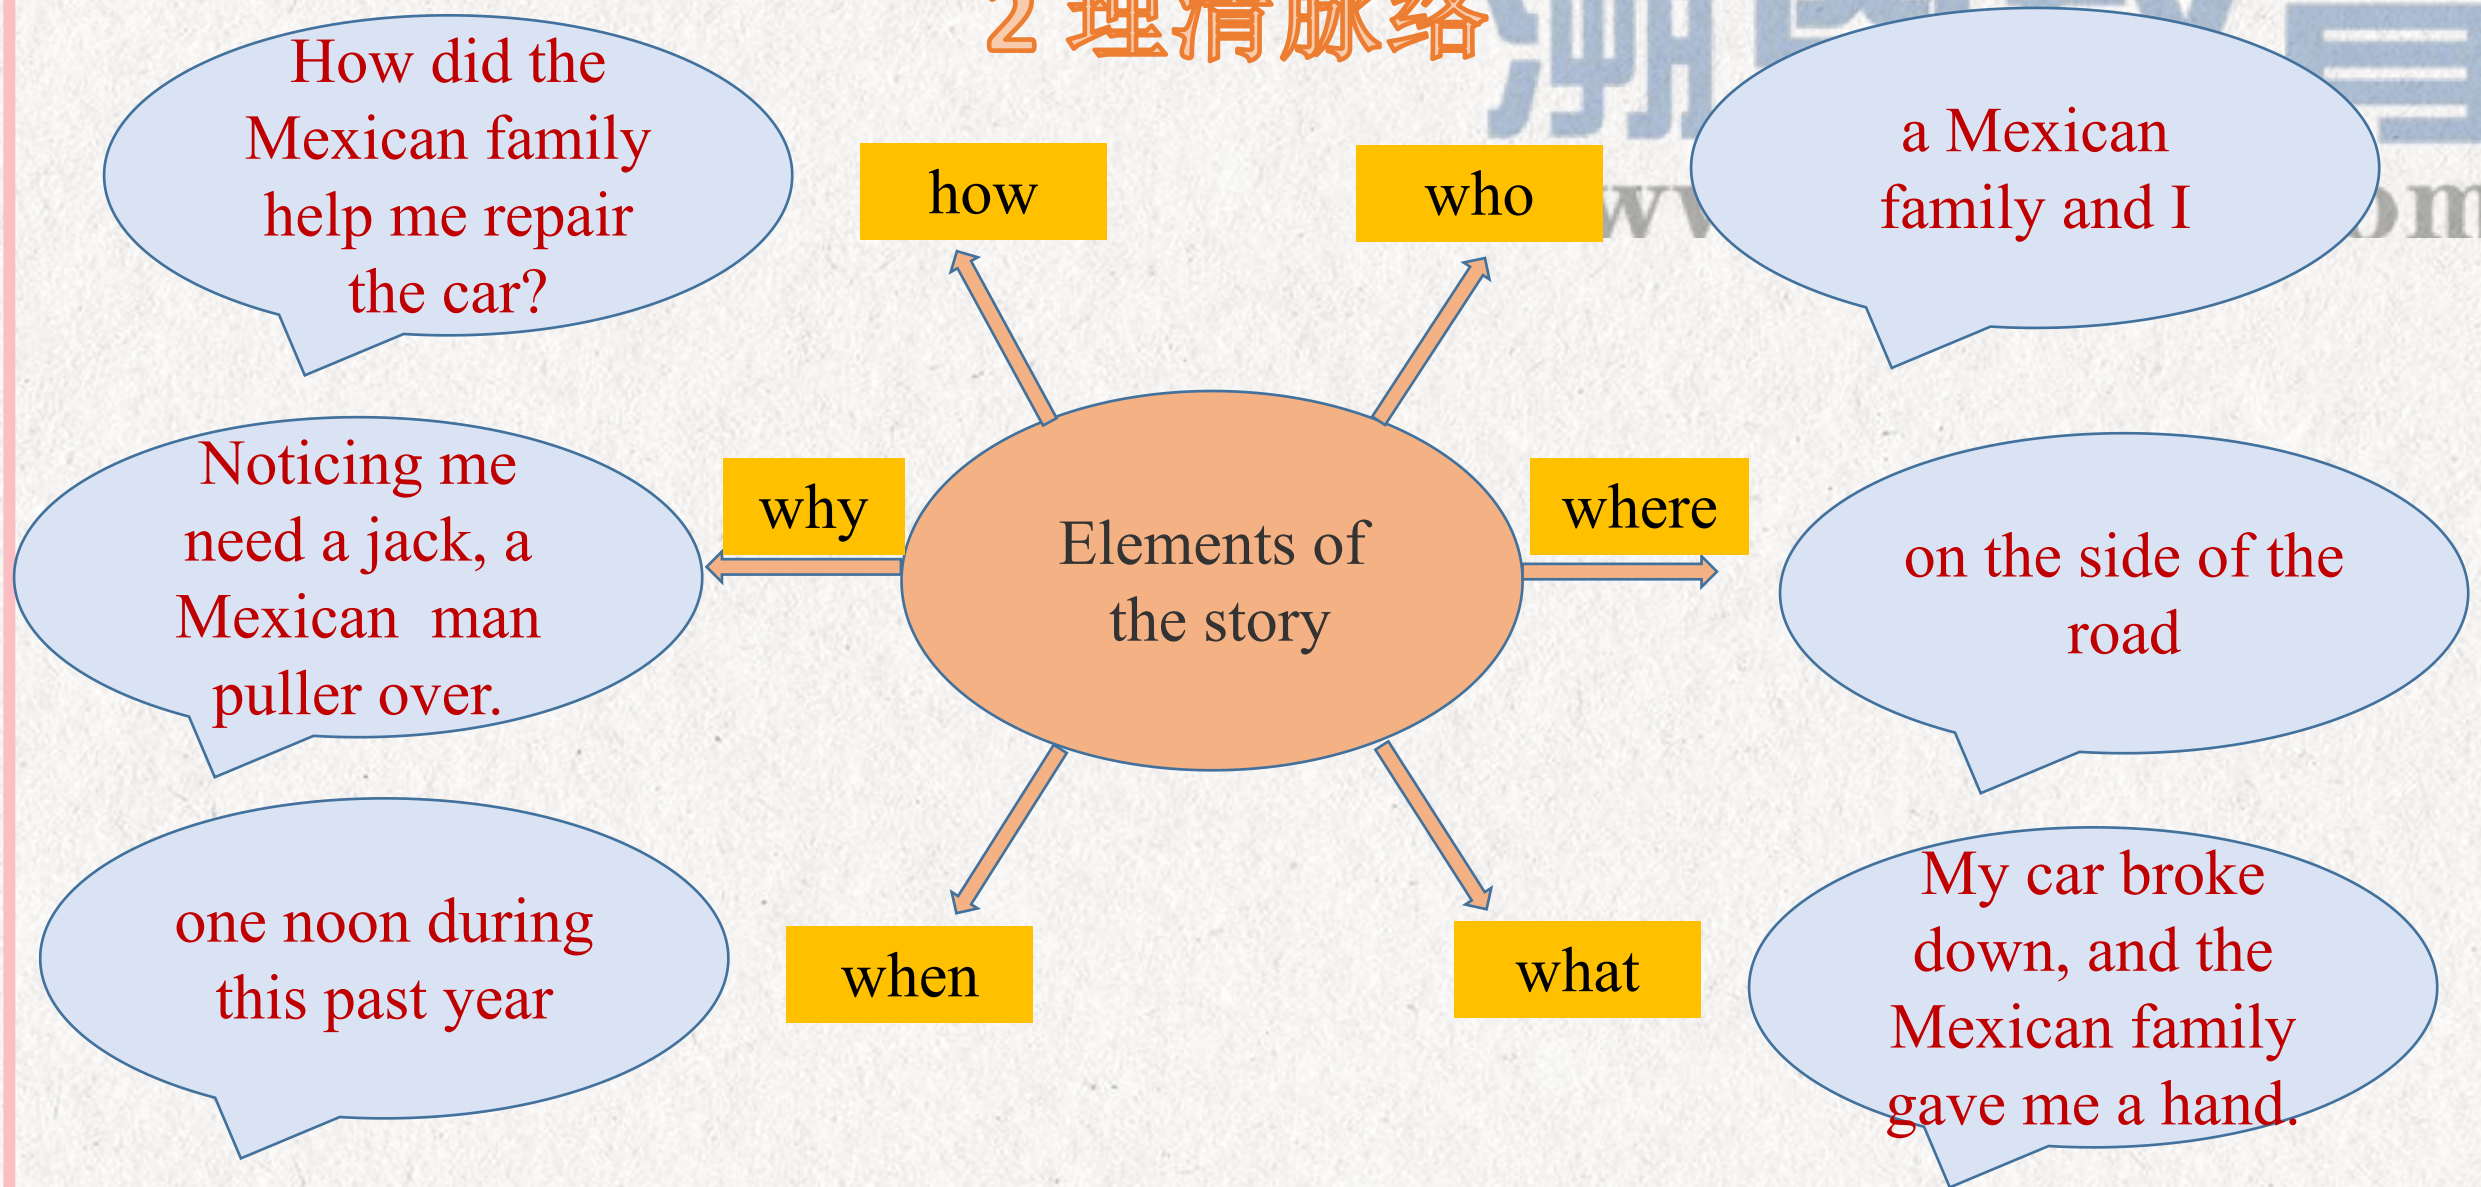 2 理清脉络
How did the
Mexican family
help me repair
the car?
how
who
a Mexican
family and I
Noticing me
need a jack, a
Mexican  man
puller over.
why
Elements of
the story
where
on the side of the
road
one noon during
this past year
when
what
My car broke
down, and the
Mexican family
gave me a hand.